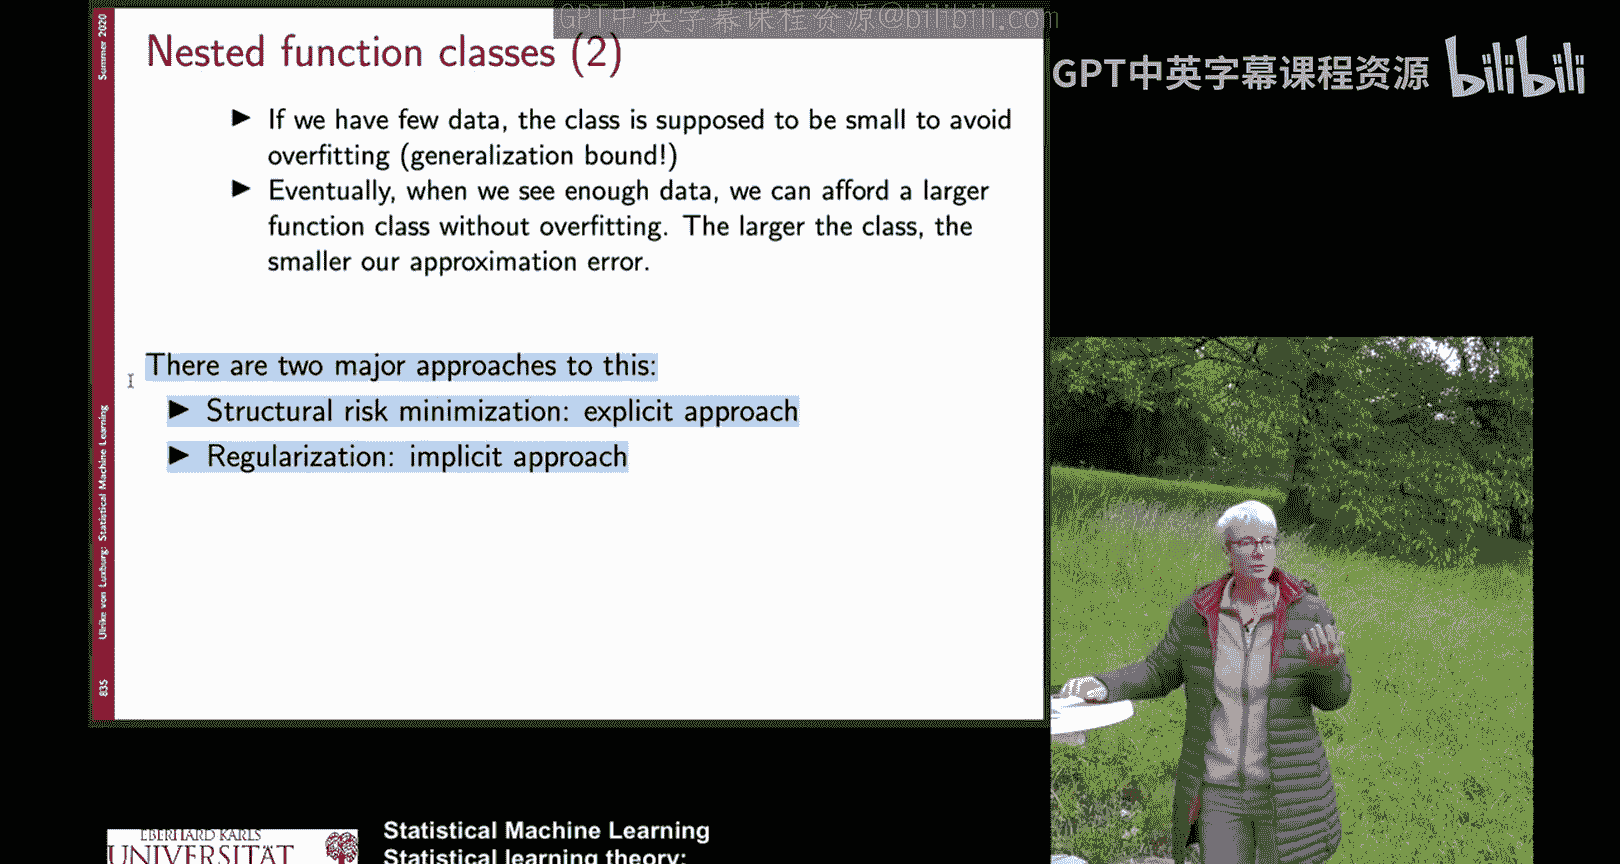 GPT中英字幕课程资源@bilibili.com
GPT中英字幕课程资源 bilibili
Summer 2020
Nested function classes (2)
► If we have few data, the class is supposed to be small to avoid
overfitting (generalization bound!)
► Eventually, when we see enough data, we can afford a larger
function class without overfitting. The larger the class, the
smaller our approximation error.
There are two major approaches to this:
► Structural risk minimization: explicit approach
► Regularization: implicit approach
Ulrike von Luxburg: Statistical Machine Learning
835
EBERHARD KARLS
UNIVERSITÄT
Statistical Machine Learning
Statistical learning theory: